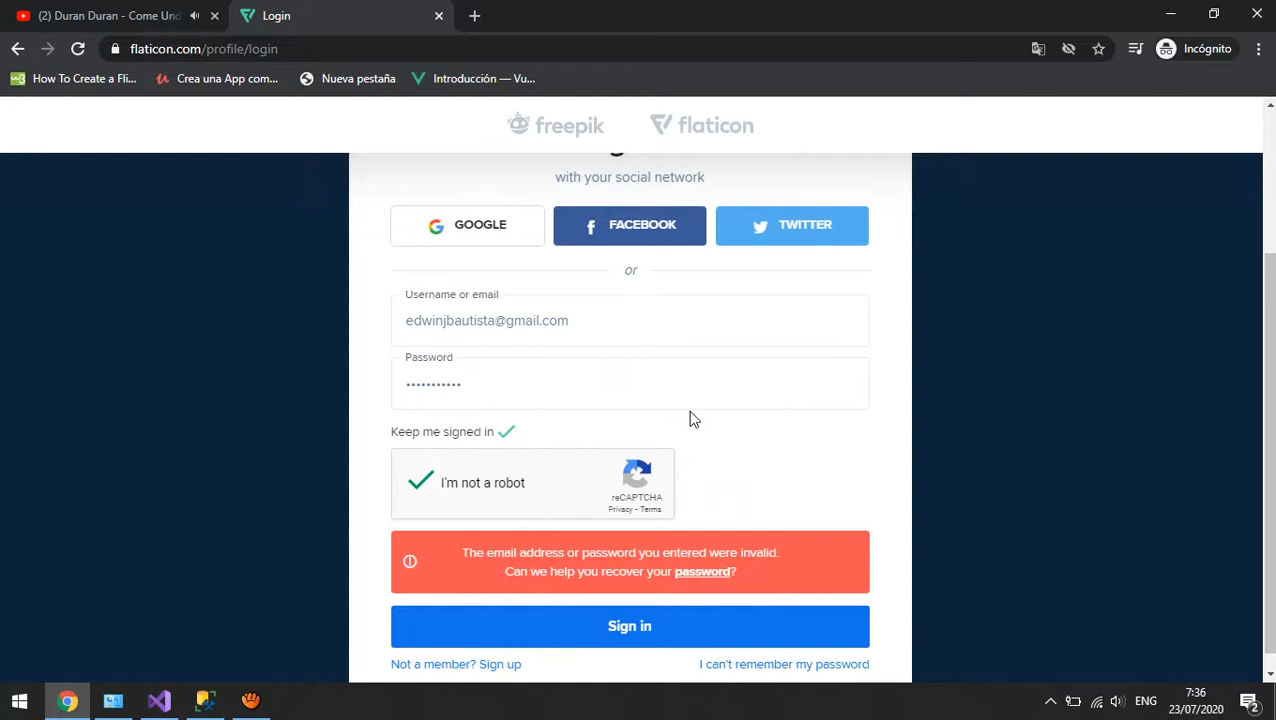 (2) Duran Duran - Come Und
Login
flaticon.com/profile/login
Incógnito
How To Create a Fli...
Crea una App com...
Nueva pestaña
Introducción — Vu...
freepik
flaticon
with your social network
GOOGLE
FACEBOOK
TWITTER
or
Username or email
edwinjbautista@gmail.com
Password
•••••••••••
Keep me signed in
I'm not a robot
reCAPTCHA
Privacy - Terms
The email address or password you entered were invalid.
Can we help you recover your password?
Sign in
Not a member? Sign up
I can't remember my password
ENG
7:36
23/07/2020
2